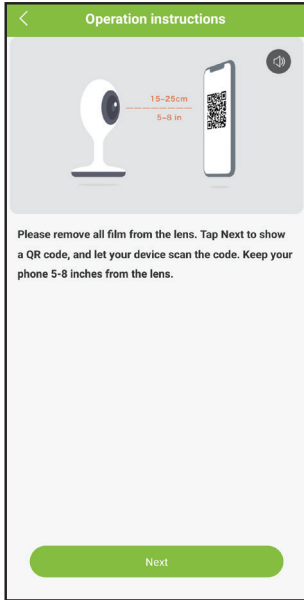 Operation instructions
15-25cm
5-8 in
Please remove all film from the lens. Tap Next to show
a QR code, and let your device scan the code. Keep your
phone 5-8 inches from the lens.
Next